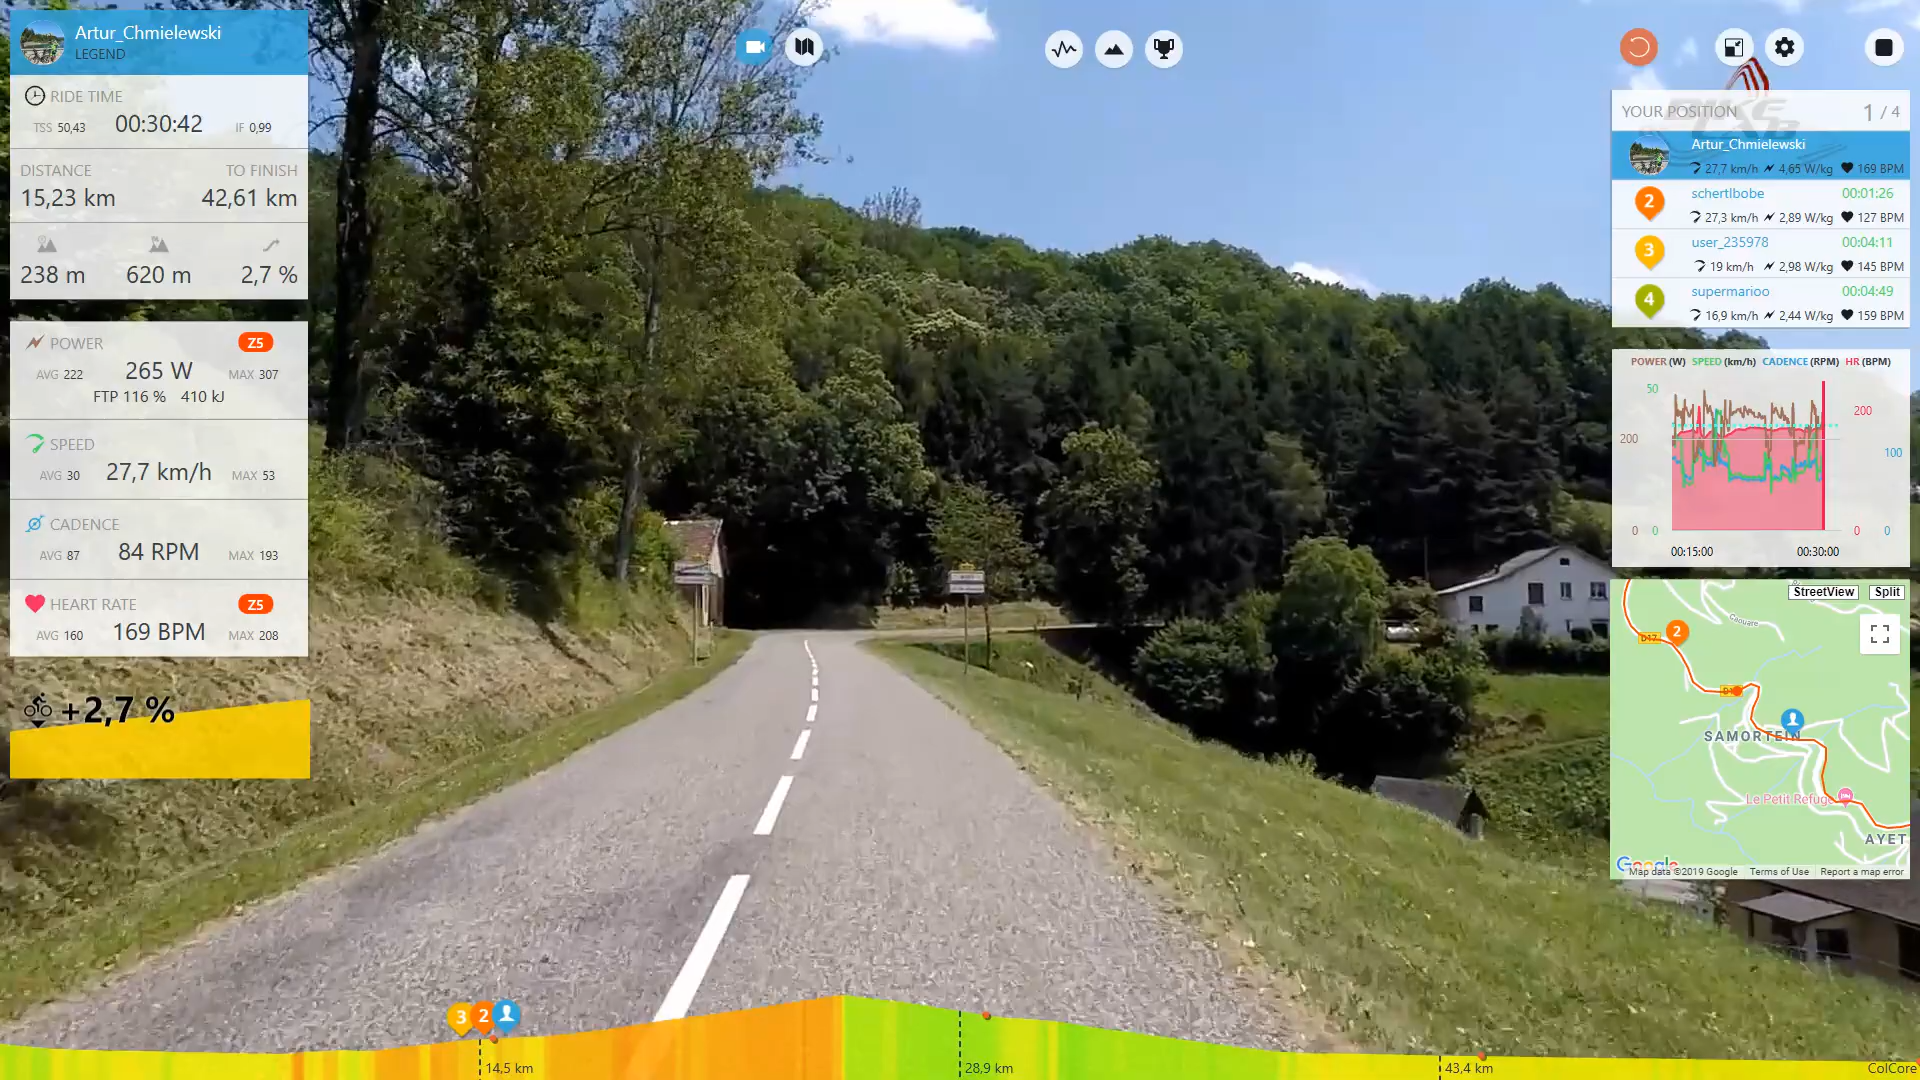 Artur_Chmielewski
LEGEND
RIDE TIME
TSS 50,43 00:30:42 IF 0,99
DISTANCE TO FINISH
15,23 km 42,61 km
238 m 620 m 2,7 %
POWER Z5
AVG 222 265 W MAX 307
FTP 116 % 410 kJ
SPEED
AVG 30 27,7 km/h MAX 53
CADENCE
AVG 87 84 RPM MAX 193
HEART RATE Z5
AVG 160 169 BPM MAX 208
+2,7 %
YOUR POSITION 1 / 4
Artur_Chmielewski
27,7 km/h 4,65 W/kg 169 BPM
2 schertlbobe 00:01:26
27,3 km/h 2,89 W/kg 127 BPM
3 user_235978 00:04:11
19 km/h 2,98 W/kg 145 BPM
4 supermarioo 00:04:49
16,9 km/h 2,44 W/kg 159 BPM
POWER (W) SPEED (km/h) CADENCE (RPM) HR (BPM)
50
200
200
100
0 0 0 0
00:15:00 00:30:00
StreetView Split
Caouare
D17 2
SAMORTEIN
Le Petit Refuge
AYET
Google
Map data ©2019 Google Terms of Use Report a map error
3 2
14,5 km 28,9 km 43,4 km ColCore